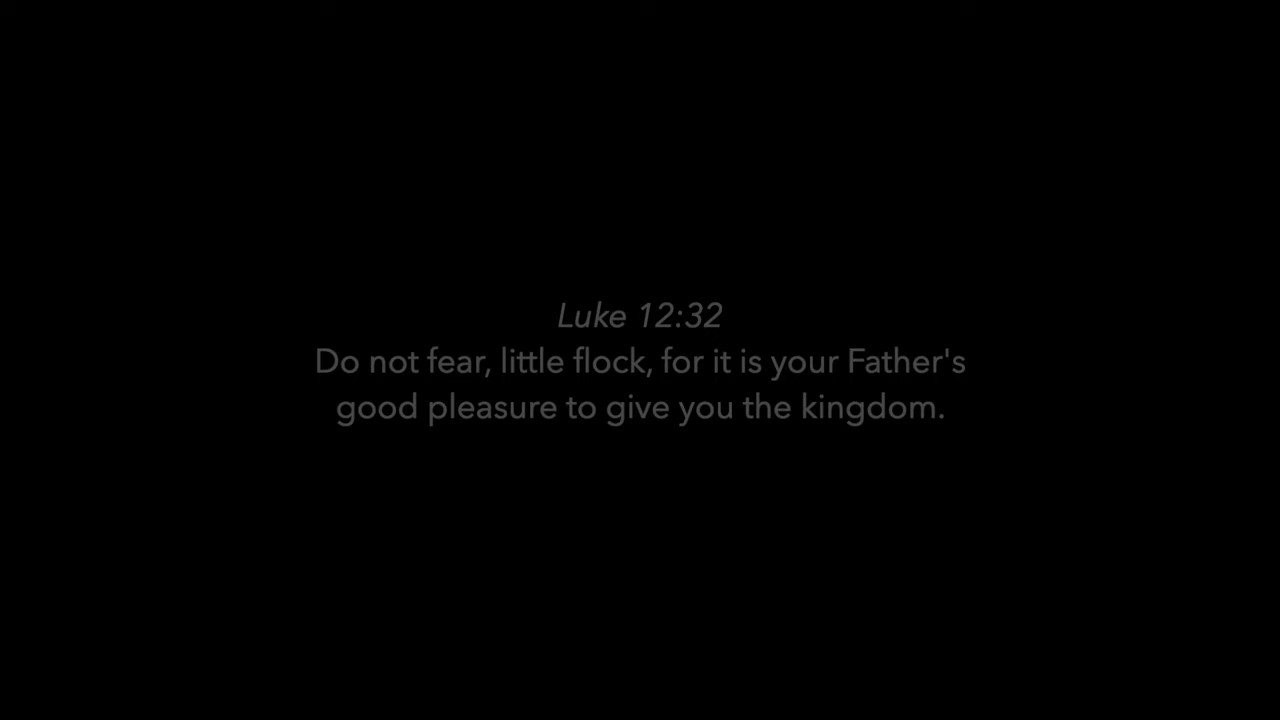 Luke 12:32
Do not fear, little flock, for it is your Father's
good pleasure to give you the kingdom.